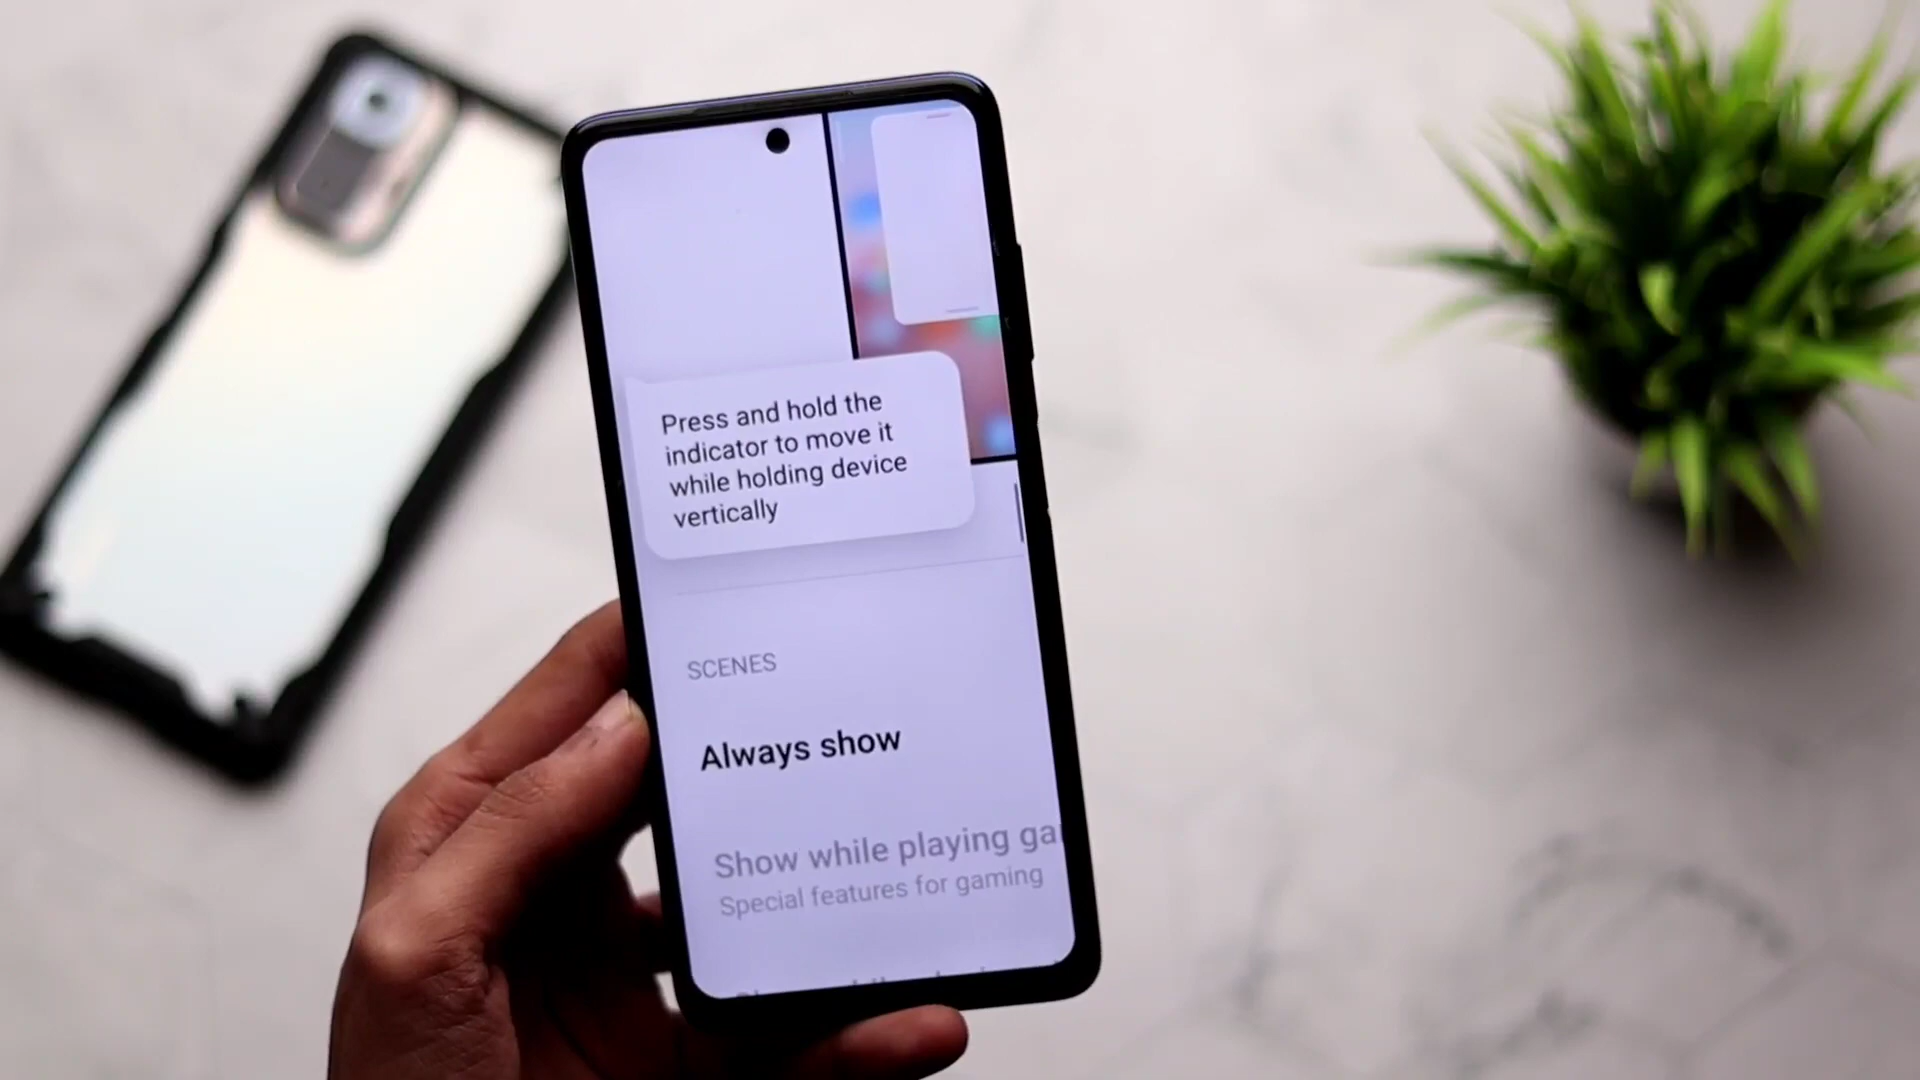 Press and hold the
indicator to move it
while holding device
vertically
SCENES
Always show
Show while playing
Special features for gaming